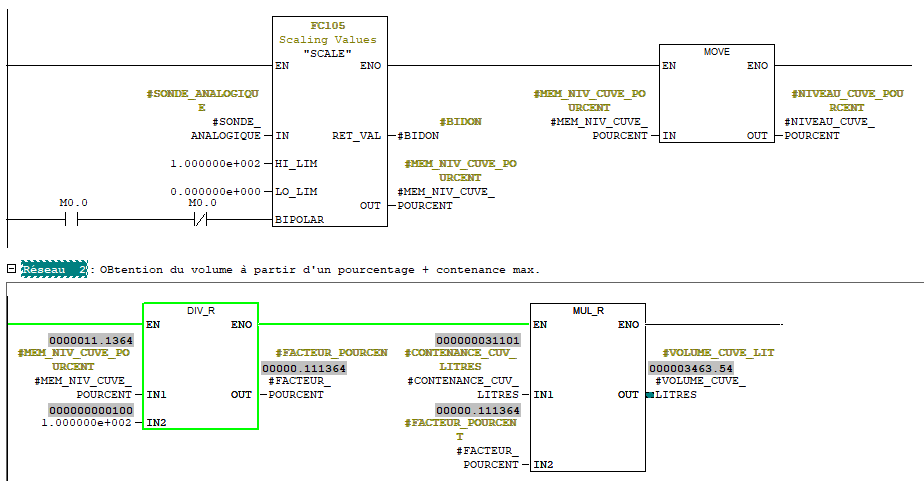 FC105
Scaling Values
"SCALE"
EN ENO
#SONDE_ANALOGIQU
E
#SONDE_
ANALOGIQUE IN
RET_VAL
#BIDON
#BIDON
1.000000e+002 HI_LIM
0.000000e+000 LO_LIM
#MEM_NIV_CUVE_PO
URCENT
#MEM_NIV_CUVE_
OUT POURCENT
M0.0 M0.0
BIPOLAR
MOVE
EN ENO
#MEM_NIV_CUVE_PO
URCENT
#MEM_NIV_CUVE_
POURCENT IN
#NIVEAU_CUVE_POU
RCENT
#NIVEAU_CUVE_
OUT POURCENT
Réseau 2 : OBtention du volume à partir d'un pourcentage + contenance max.
DIV_R
EN ENO
0000011.1364
#MEM_NIV_CUVE_PO
URCENT
#MEM_NIV_CUVE_
POURCENT IN1
000000000100
1.000000e+002 IN2
#FACTEUR_POURCEN
00000.111364
#FACTEUR_
OUT POURCENT
MUL_R
EN ENO
000000031101
#CONTENANCE_CUV_
LITRES
#CONTENANCE_CUV_
LITRES IN1
00000.111364
#FACTEUR_POURCEN
T
#FACTEUR_
POURCENT IN2
#VOLUME_CUVE_LIT
000003463.54
#VOLUME_CUVE_
OUT LITRES